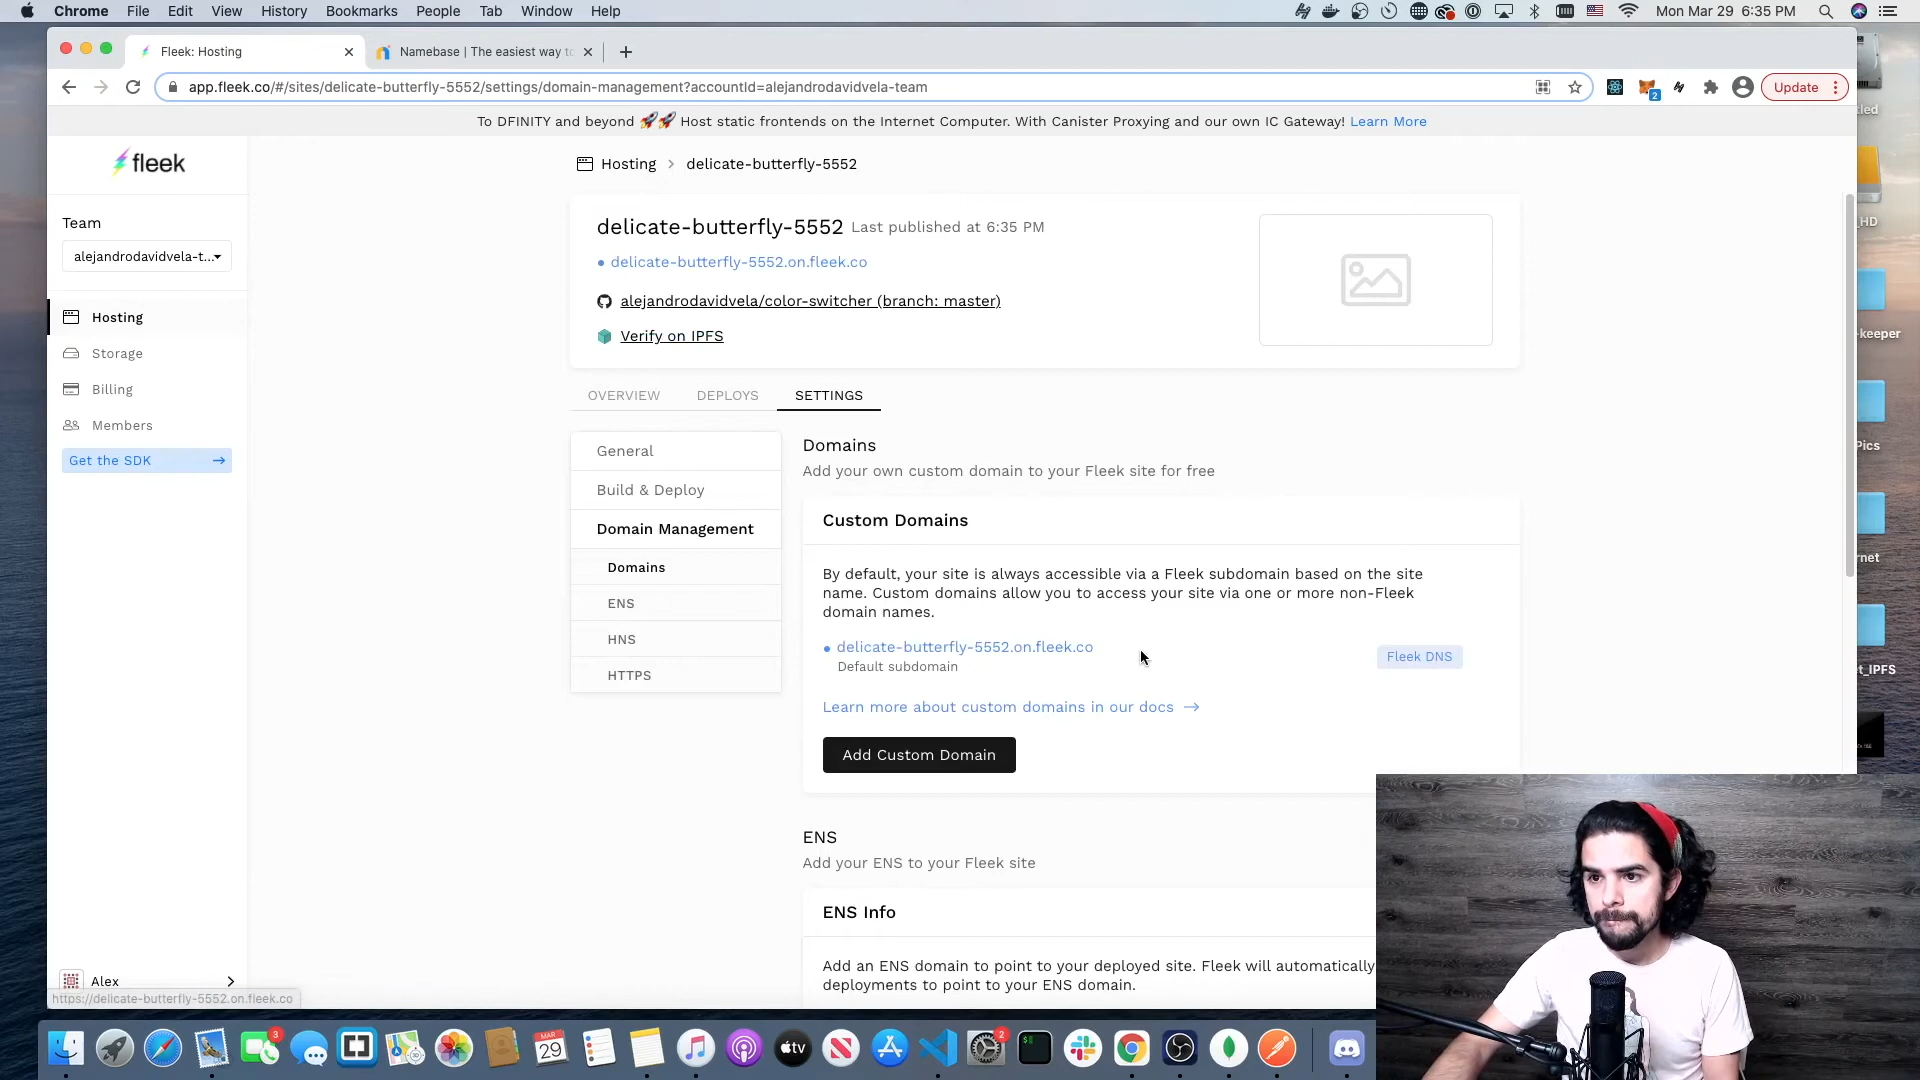 Chrome File Edit View History Bookmarks People Tab Window Help
Mon Mar 29 6:35 PM
Fleek: Hosting
Namebase | The easiest way to
app.fleek.co/#/sites/delicate-butterfly-5552/settings/domain-management?accountId=alejandrodavidvela-team
2
Update
To DFINITY and beyond 🚀🚀 Host static frontends on the Internet Computer. With Canister Proxying and our own IC Gateway! Learn More
fleek
Hosting > delicate-butterfly-5552
Team
alejandrodavidvela-t...
Hosting
Storage
Billing
Members
Get the SDK →
delicate-butterfly-5552 Last published at 6:35 PM
delicate-butterfly-5552.on.fleek.co
alejandrodavidvela/color-switcher (branch: master)
Verify on IPFS
OVERVIEW DEPLOYS SETTINGS
General
Build & Deploy
Domain Management
Domains
ENS
HNS
HTTPS
Domains
Add your own custom domain to your Fleek site for free
Custom Domains
By default, your site is always accessible via a Fleek subdomain based on the site
name. Custom domains allow you to access your site via one or more non-Fleek
domain names.
delicate-butterfly-5552.on.fleek.co
Default subdomain
Fleek DNS
Learn more about custom domains in our docs →
Add Custom Domain
ENS
Add your ENS to your Fleek site
ENS Info
Add an ENS domain to point to your deployed site. Fleek will automatically
deployments to point to your ENS domain.
Alex
https://delicate-butterfly-5552.on.fleek.co
_HD
-keeper
Pics
rnet
et_IPFS
3
MAR
29
tv
2